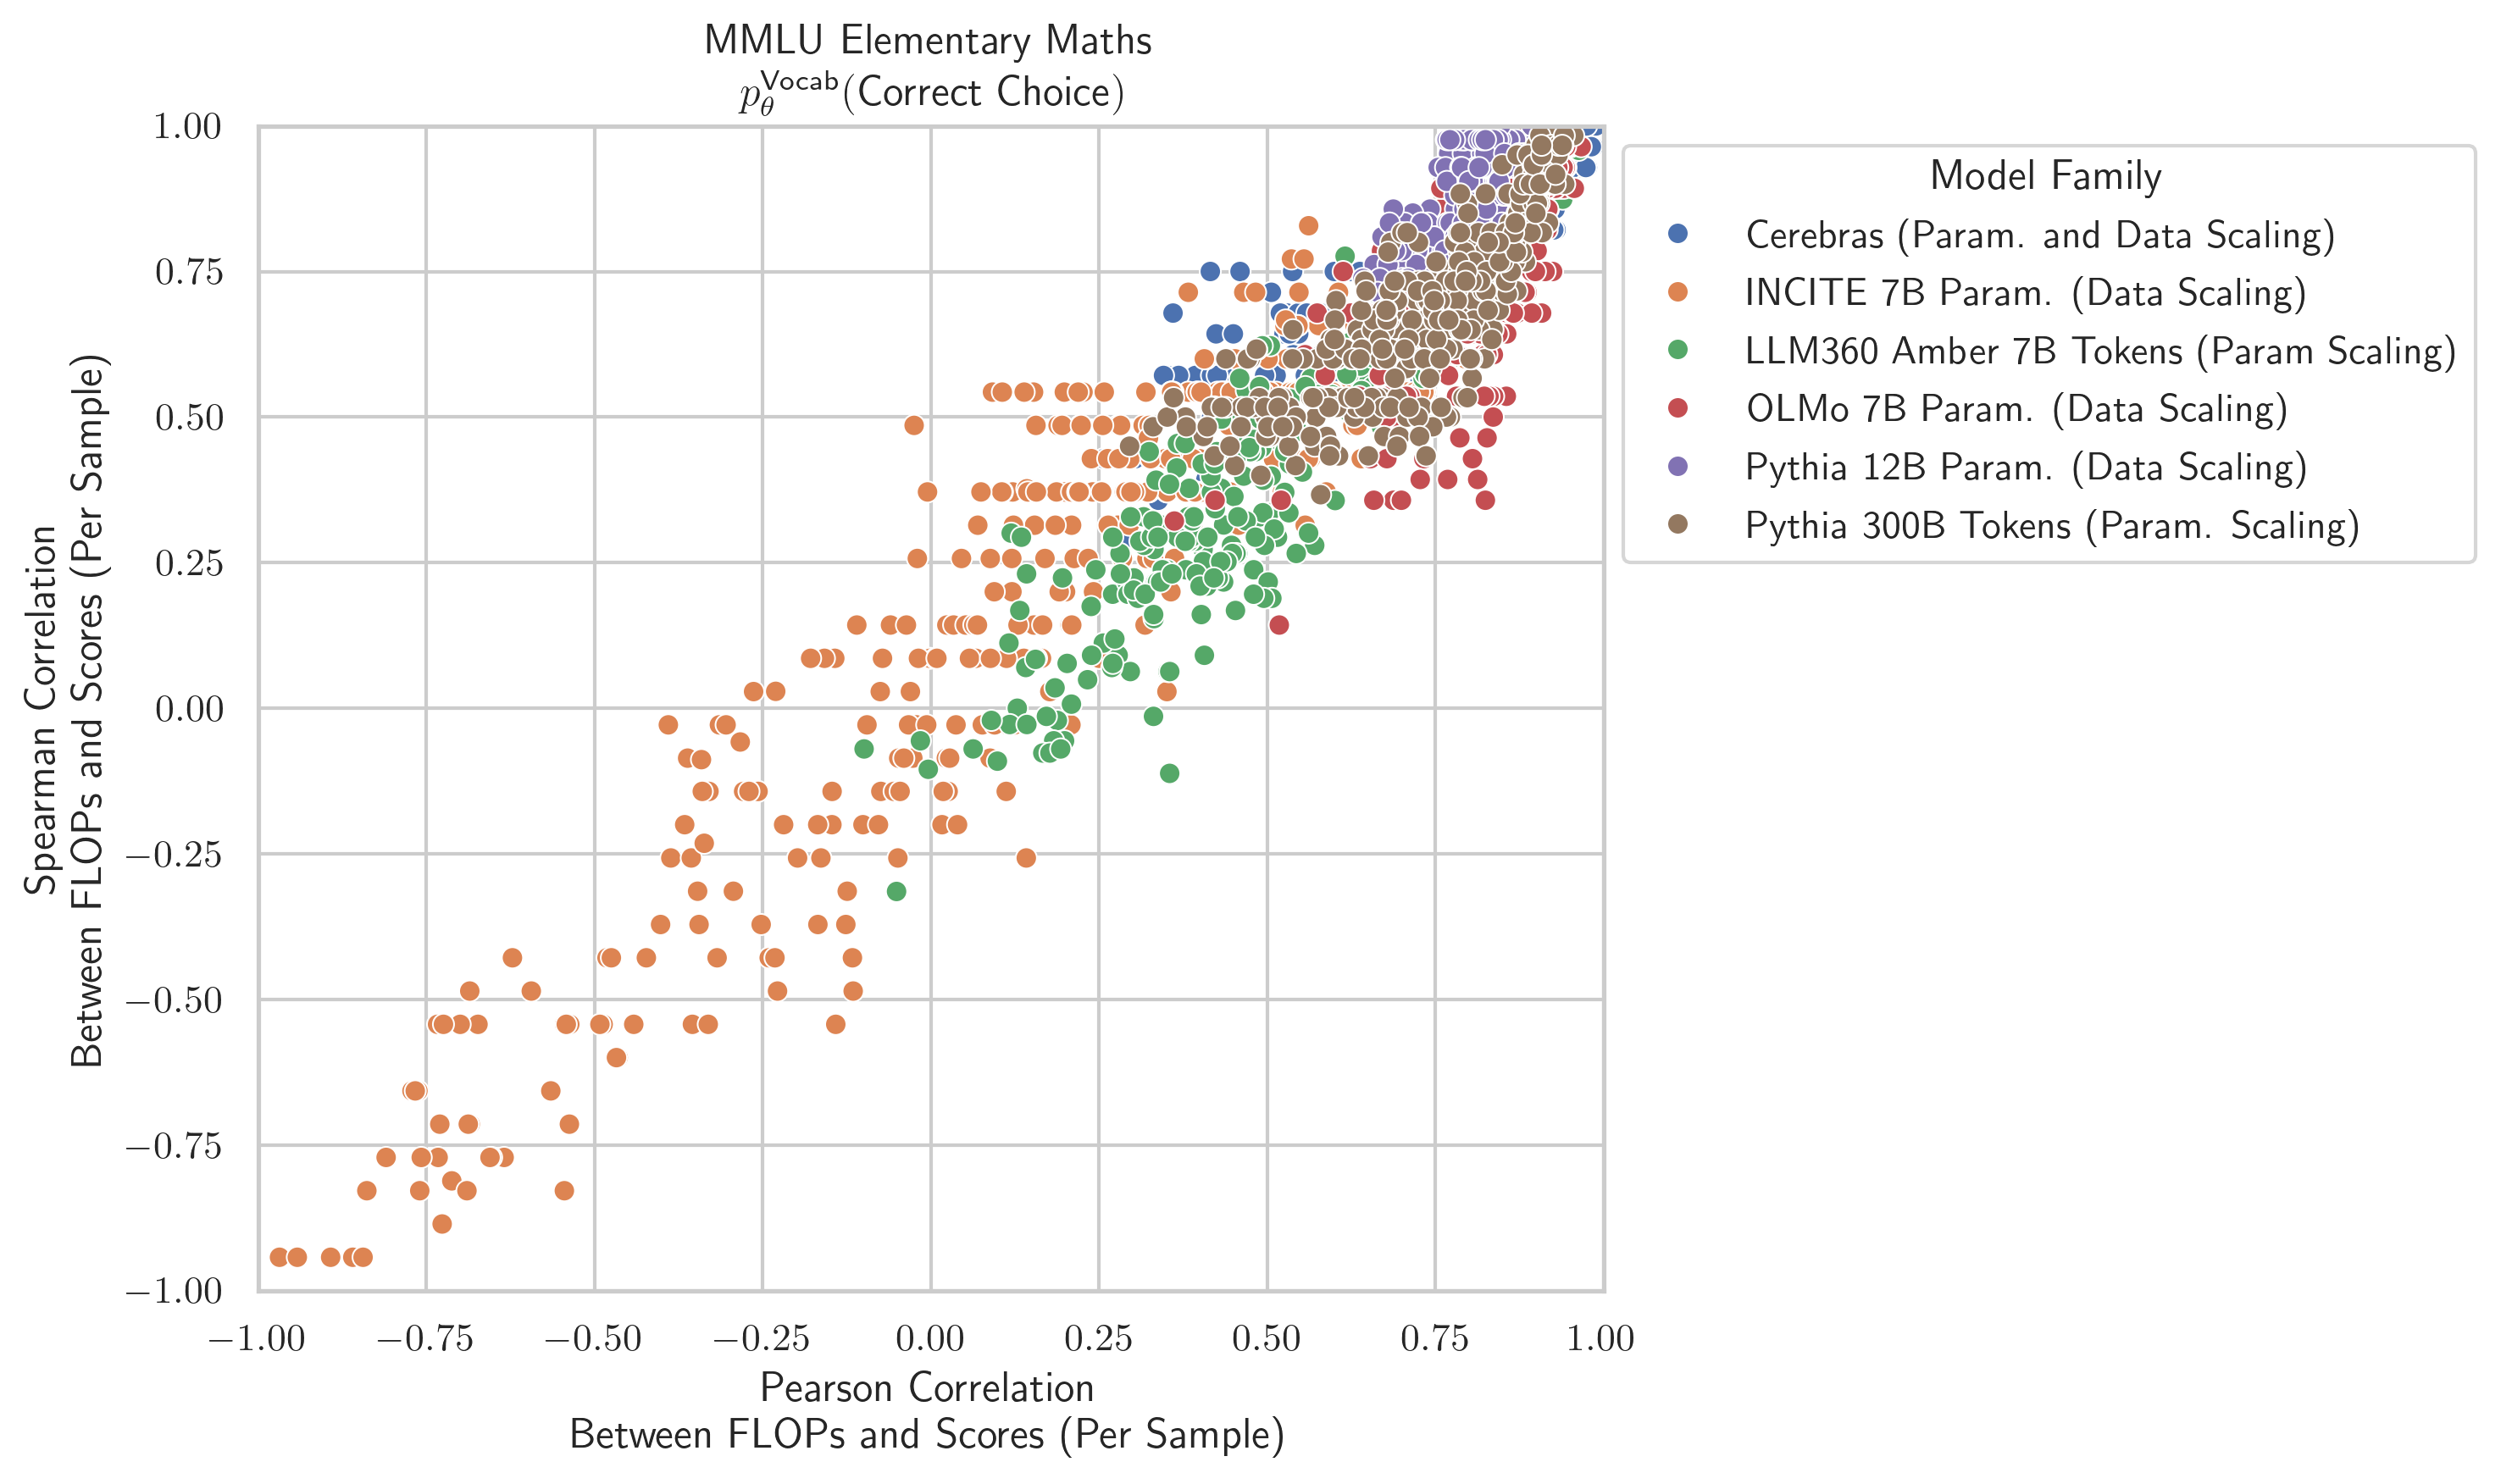 MMLU Elementary Maths
p_θ^Vocab(Correct Choice)
Spearman Correlation
Between FLOPs and Scores (Per Sample)
1.00
0.75
0.50
0.25
0.00
−0.25
−0.50
−0.75
−1.00
−1.00
−0.75
−0.50
−0.25
0.00
0.25
0.50
0.75
1.00
Pearson Correlation
Between FLOPs and Scores (Per Sample)
Model Family
Cerebras (Param. and Data Scaling)
INCITE 7B Param. (Data Scaling)
LLM360 Amber 7B Tokens (Param Scaling)
OLMo 7B Param. (Data Scaling)
Pythia 12B Param. (Data Scaling)
Pythia 300B Tokens (Param. Scaling)